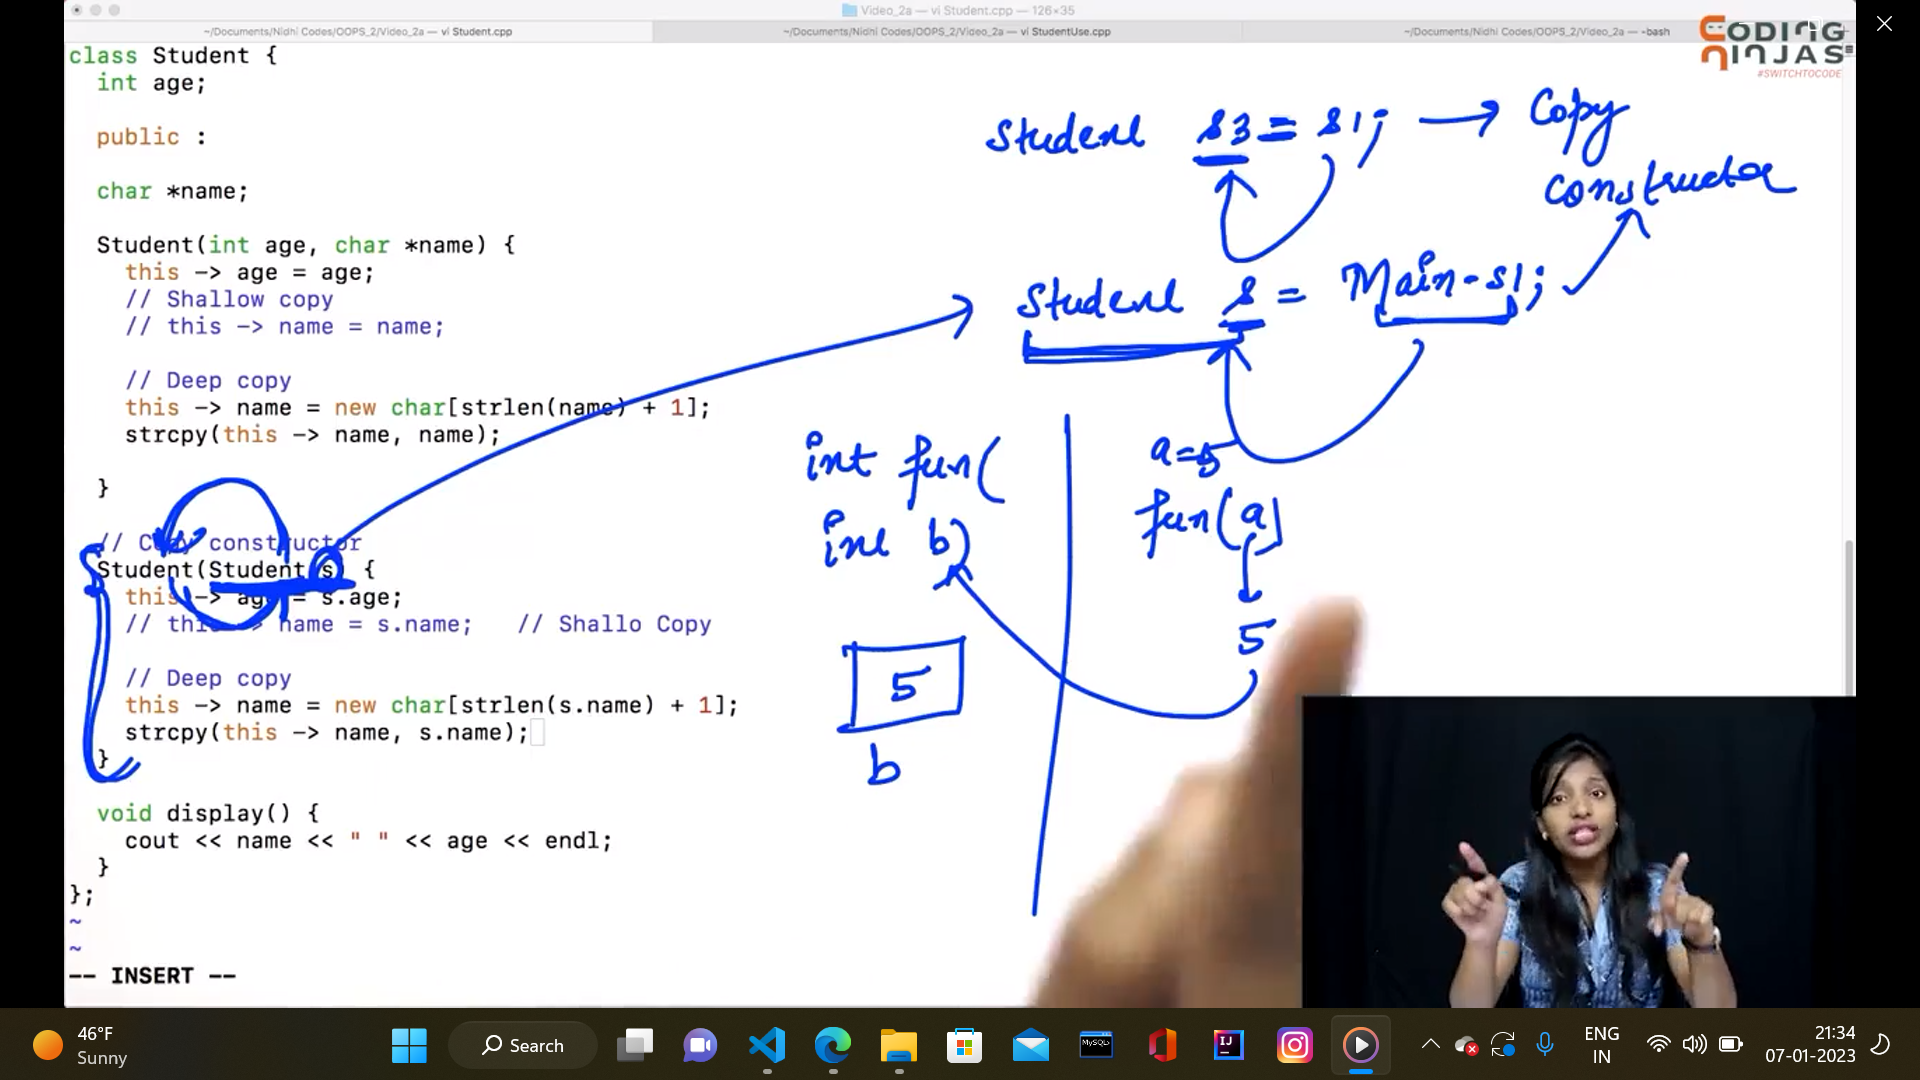 Video_2a — vi Student.cpp — 126×35
~/Documents/Nidhi Codes/OOPS_2/Video_2a — vi Student.cpp
~/Documents/Nidhi Codes/OOPS_2/Video_2a — vi StudentUse.cpp
~/Documents/Nidhi Codes/OOPS_2/Video_2a — -bash
CODING
NINJAS
#SWITCHTOCODE
class Student {
int age;
public :
char *name;
Student(int age, char *name) {
this -> age = age;
// Shallow copy
// this -> name = name;
// Deep copy
this -> name = new char[strlen(name) + 1];
strcpy(this -> name, name);
}
// Copy constructor
Student(Student s) {
this -> age = s.age;
// this -> name = s.name; // Shallo Copy
// Deep copy
this -> name = new char[strlen(s.name) + 1];
strcpy(this -> name, s.name);
}
void display() {
cout << name << " " << age << endl;
}
};
~
~
-- INSERT --
Student s3 = s1; → Copy
constructor
Student s = Main-s1;
int fun(
int b)
5
b
a=5
fun(a)
5
46°F
Sunny
Search
MySQL
IJ
ENG
IN
21:34
07-01-2023